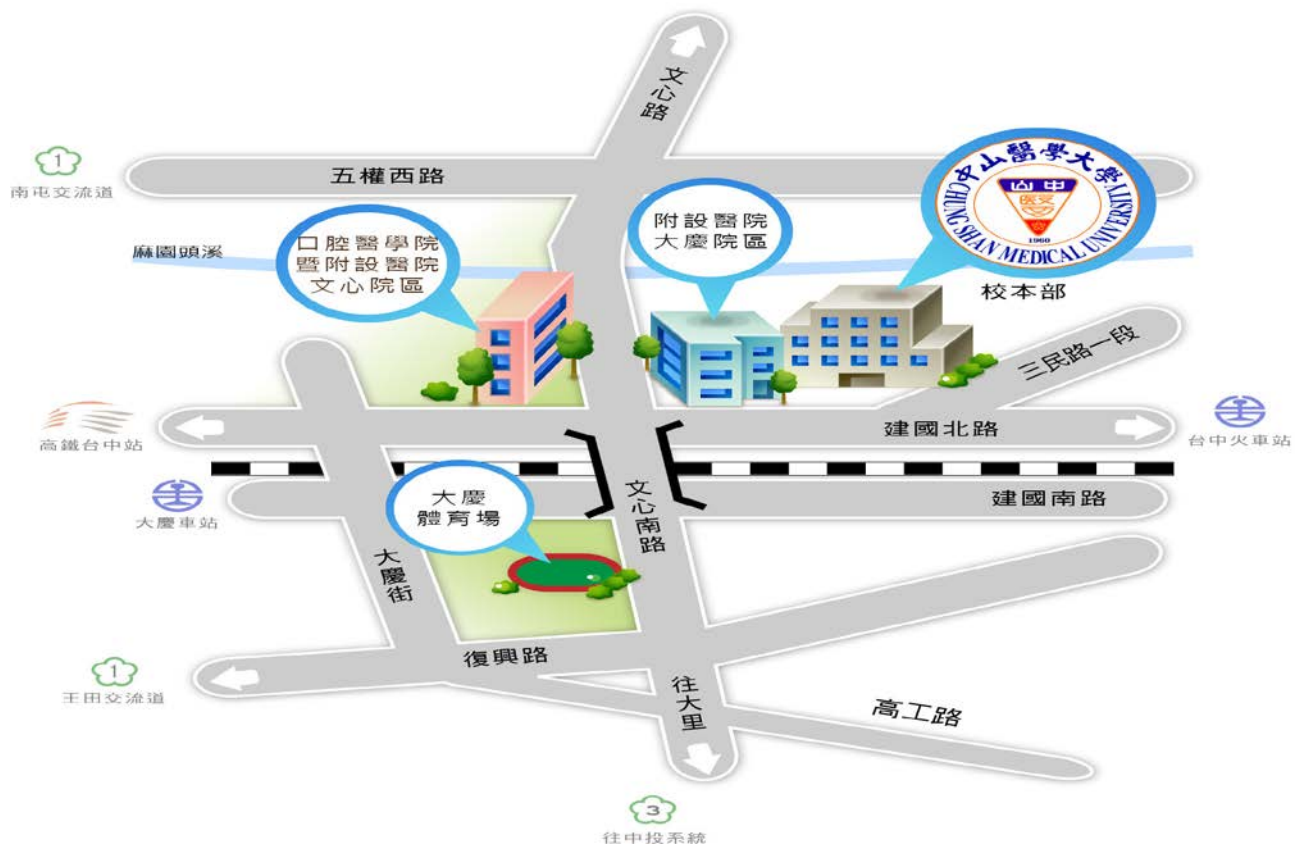 文心路
1
南屯交流道
五權西路
中山醫學大學
中山
CHUNG SHAN MEDICAL UNIVERSITY
1960
口腔醫學院
暨附設醫院
文心院區
附設醫院
大慶院區
麻園頭溪
校本部
三民路一段
高鐵台中站
建國北路
台中火車站
大慶
體育場
文心南路
建國南路
大慶車站
大慶街
1
王田交流道
復興路
往大里
高工路
3
往中投系統